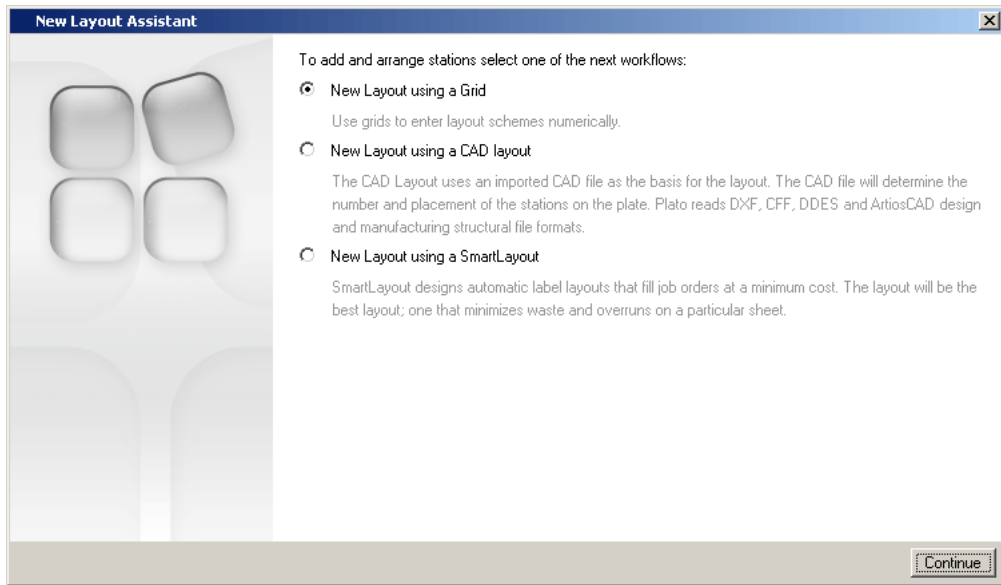 New Layout Assistant
To add and arrange stations select one of the next workflows:
New Layout using a Grid
Use grids to enter layout schemes numerically.
New Layout using a CAD layout
The CAD Layout uses an imported CAD file as the basis for the layout. The CAD file will determine the
number and placement of the stations on the plate. Plato reads DXF, CFF, DDES and ArtiosCAD design
and manufacturing structural file formats.
New Layout using a SmartLayout
SmartLayout designs automatic label layouts that fill job orders at a minimum cost. The layout will be the
best layout; one that minimizes waste and overruns on a particular sheet.
Continue